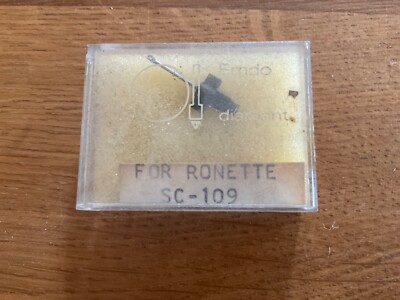 Emdo
diamant
FOR RONETTE
SC-109